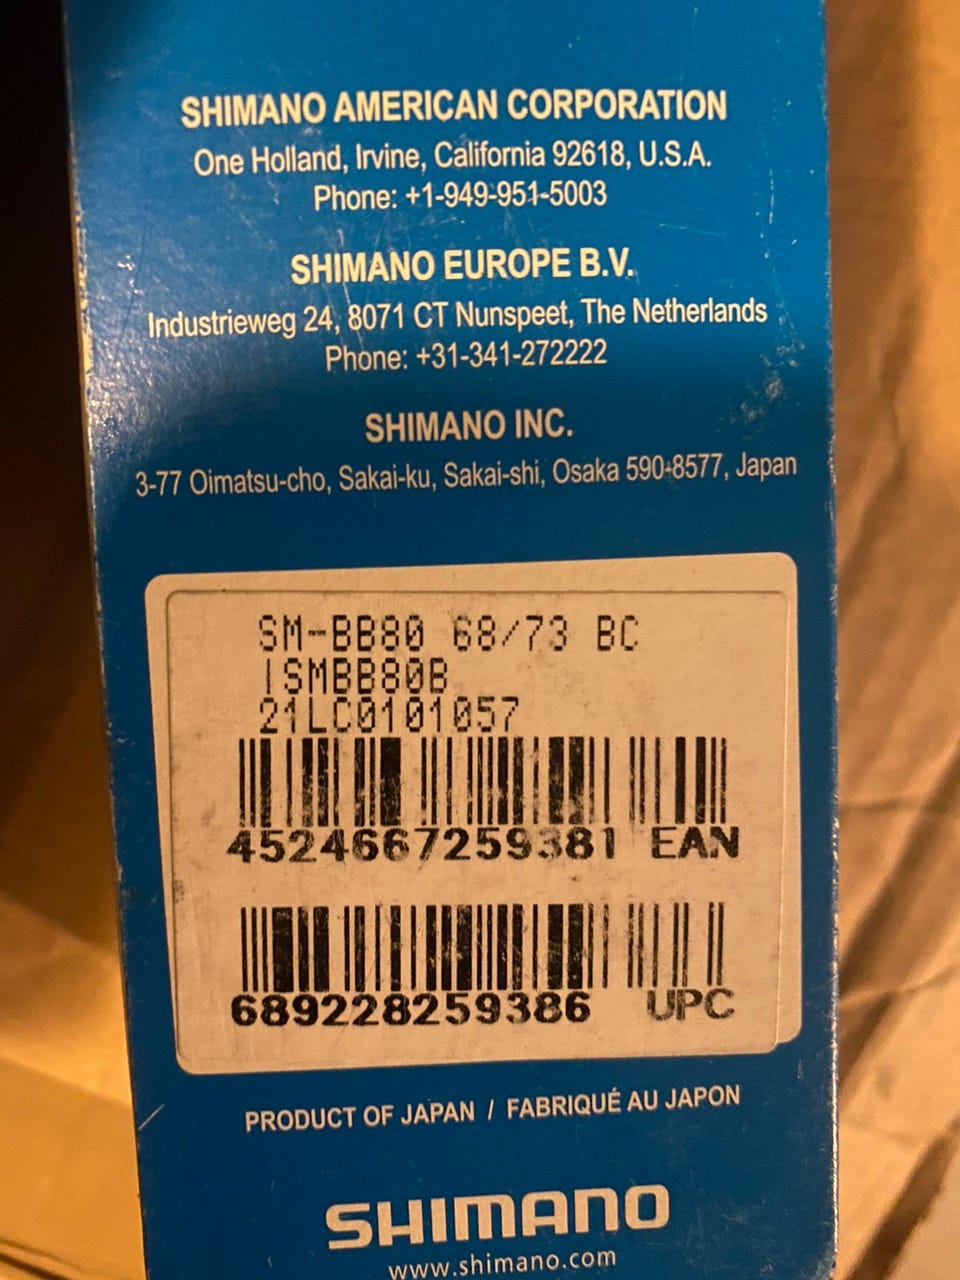 SHIMANO AMERICAN CORPORATION
One Holland, Irvine, California 92618, U.S.A.
Phone: +1-949-951-5003
SHIMANO EUROPE B.V.
Industrieweg 24, 8071 CT Nunspeet, The Netherlands
Phone: +31-341-272222
SHIMANO INC.
3-77 Oimatsu-cho, Sakai-ku, Sakai-shi, Osaka 590-8577, Japan
SM-BB80 68/73 BC
ISMBB80B
21LC0101057
4524667259381 EAN
689228259386 UPC
PRODUCT OF JAPAN / FABRIQUÉ AU JAPON
SHIMANO
www.shimano.com